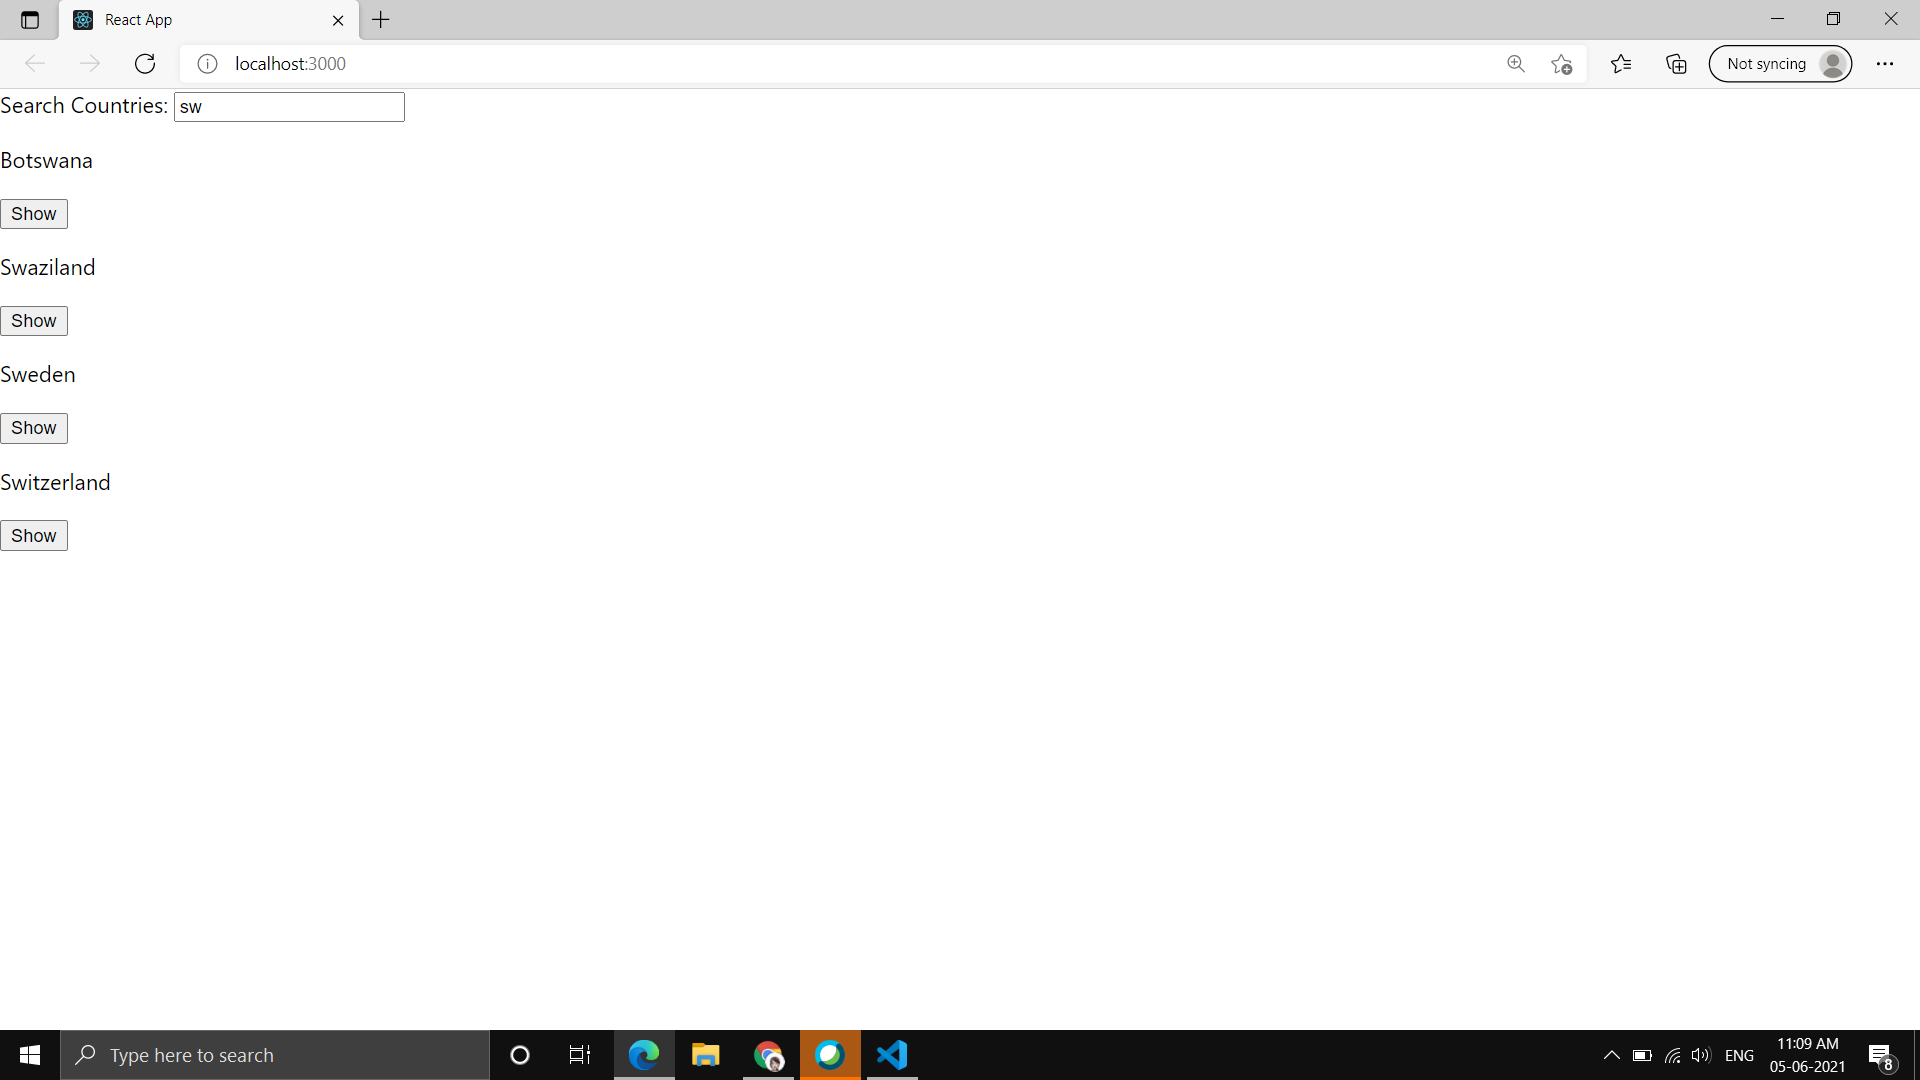 React App
localhost:3000
Not syncing
Search Countries: sw
Botswana
Show
Swaziland
Show
Sweden
Show
Switzerland
Show
Type here to search
ENG
11:09 AM
05-06-2021
8